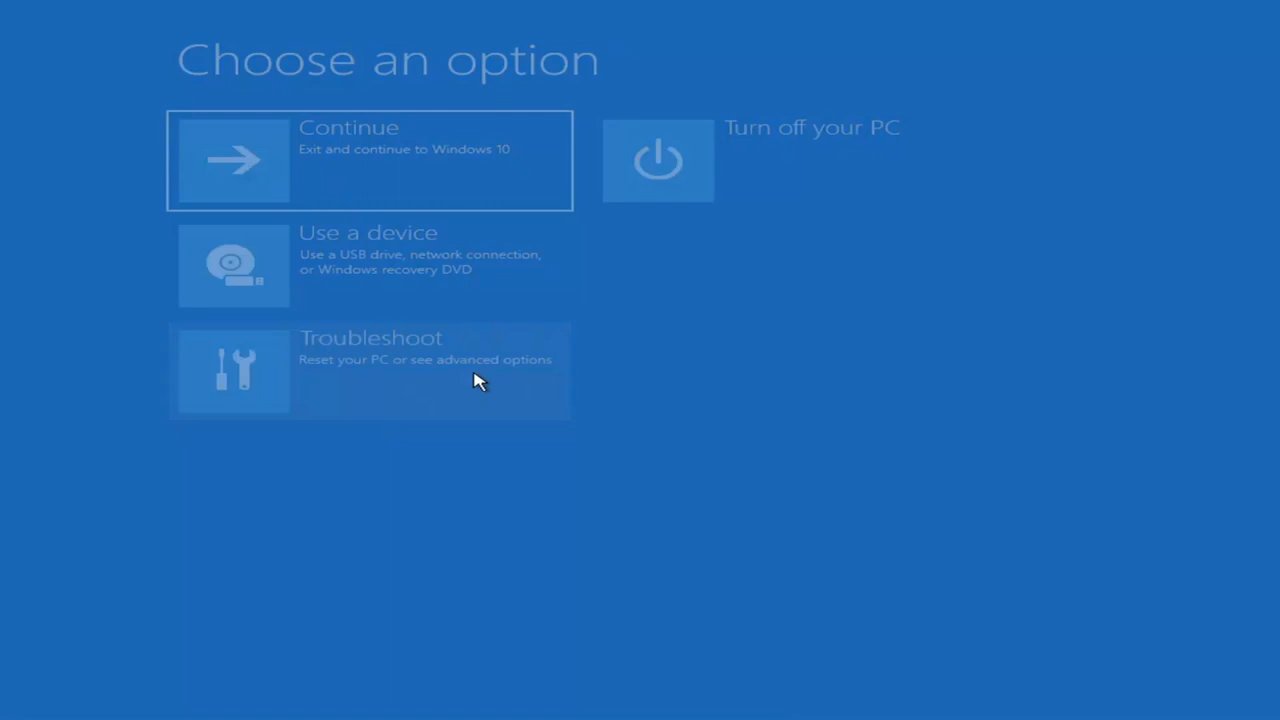 Choose an option
Continue
Exit and continue to Windows 10
Turn off your PC
Use a device
Use a USB drive, network connection,
or Windows recovery DVD
Troubleshoot
Reset your PC or see advanced options